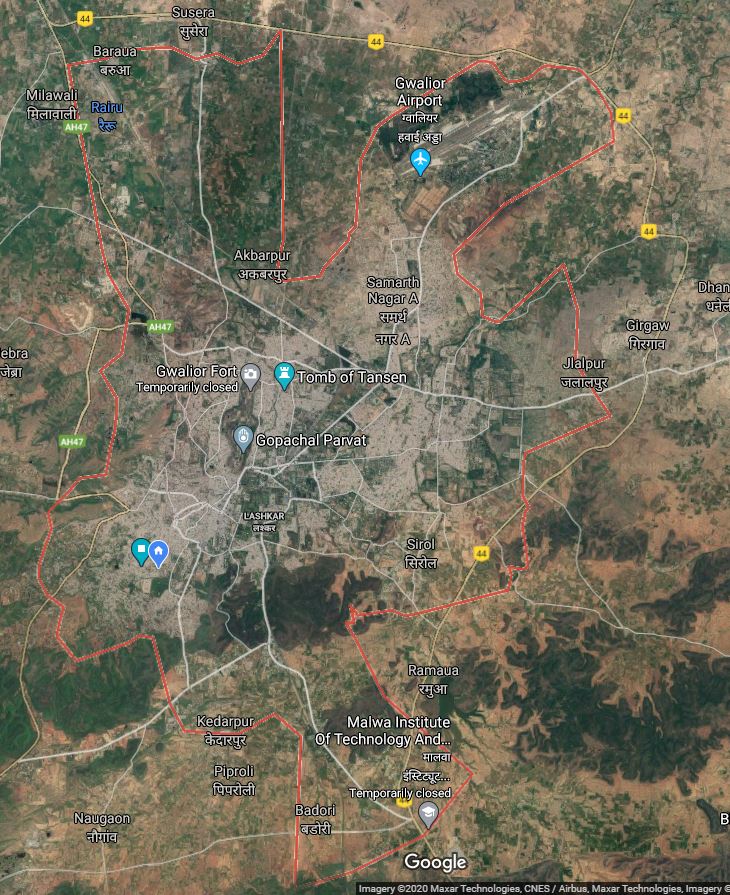 44
Susera
सुसेरा
44
Baraua
बरुआ
Gwalior
Airport
ग्वालियर
हवाई अड्डा
Milawali
मिलावाली
Rairu
रेरू
AH47
44
44
Akbarpur
अकबरपुर
Samarth
Nagar A
समर्थ
नगर A
Dhan
धनेल
Girgaw
गिरगाव
AH47
ebra
जेब्रा
Jlalpur
जलालपुर
Gwalior Fort
Temporarily closed
Tomb of Tansen
AH47
Gopachal Parvat
LASHKAR
लश्कर
Sirol
सिरोल
44
Ramaua
रमुआ
Kedarpur
केदारपुर
Malwa Institute
Of Technology And...
मालवा
इंस्टिट्यूट...
Temporarily closed
Piproli
पिपरोली
44
Badori
बडोरी
Naugaon
नौगांव
B
Google
Imagery ©2020 Maxar Technologies, CNES / Airbus, Maxar Technologies, Imagery ©